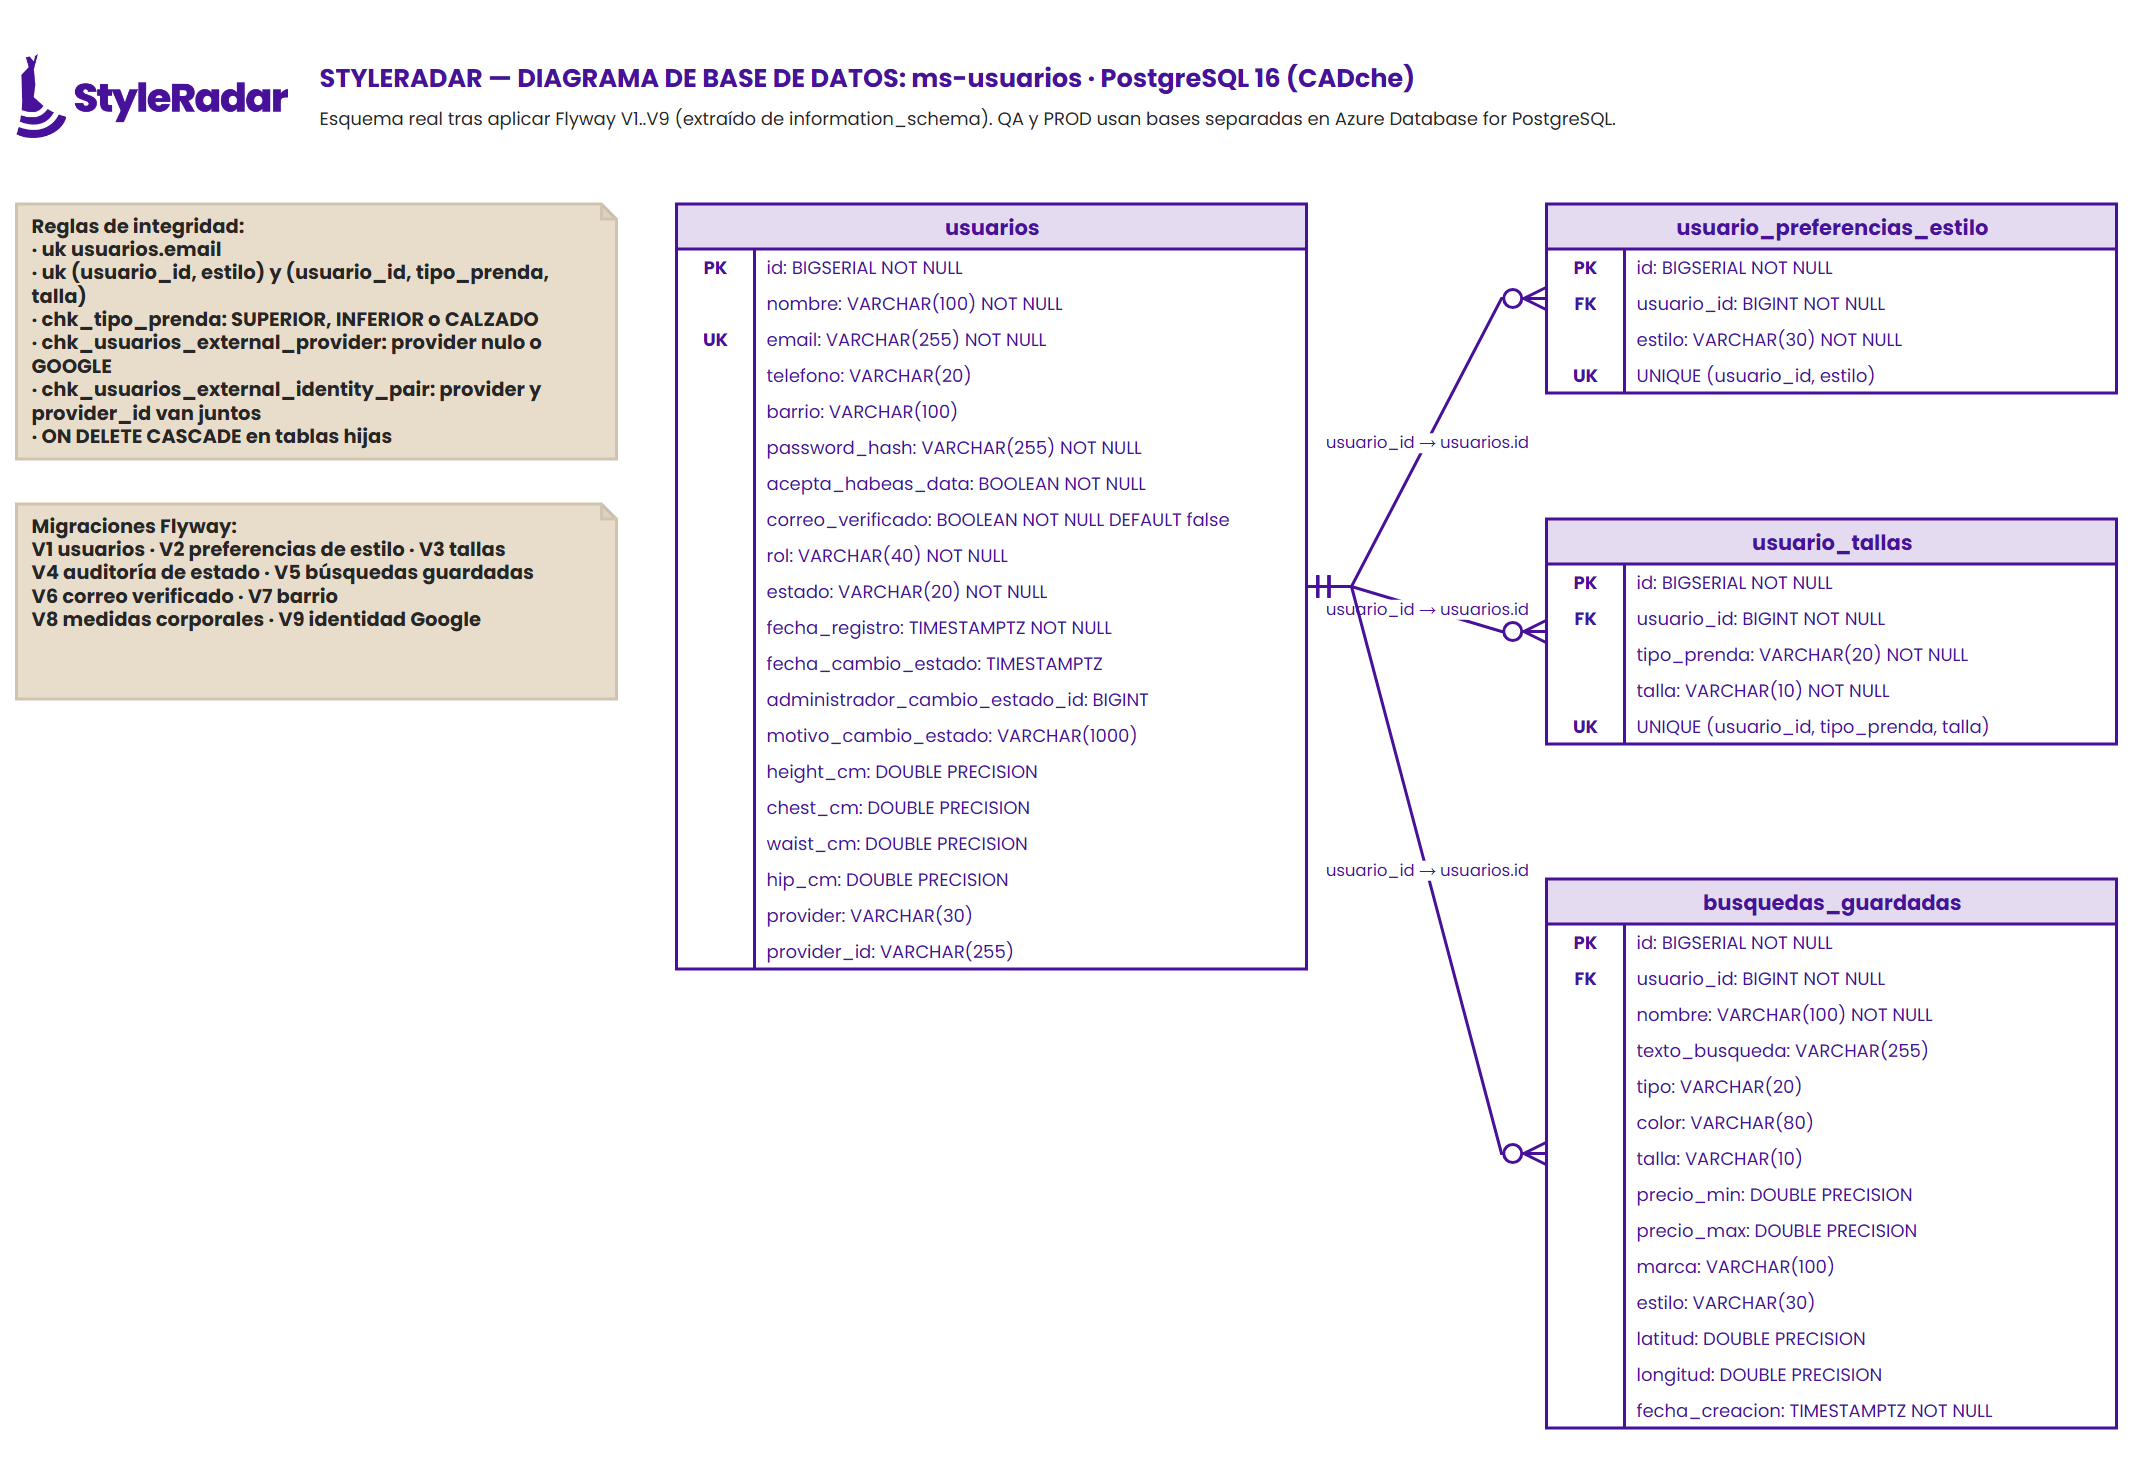 StyleRadar
STYLERADAR — DIAGRAMA DE BASE DE DATOS: ms-usuarios · PostgreSQL 16 (CADche)
Esquema real tras aplicar Flyway V1..V9 (extraído de information_schema). QA y PROD usan bases separadas en Azure Database for PostgreSQL.
Reglas de integridad:
· uk usuarios.email
· uk (usuario_id, estilo) y (usuario_id, tipo_prenda,
talla)
· chk_tipo_prenda: SUPERIOR, INFERIOR o CALZADO
· chk_usuarios_external_provider: provider nulo o
GOOGLE
· chk_usuarios_external_identity_pair: provider y
provider_id van juntos
· ON DELETE CASCADE en tablas hijas
Migraciones Flyway:
V1 usuarios · V2 preferencias de estilo · V3 tallas
V4 auditoría de estado · V5 búsquedas guardadas
V6 correo verificado · V7 barrio
V8 medidas corporales · V9 identidad Google
usuarios
PK id: BIGSERIAL NOT NULL
nombre: VARCHAR(100) NOT NULL
UK email: VARCHAR(255) NOT NULL
telefono: VARCHAR(20)
barrio: VARCHAR(100)
password_hash: VARCHAR(255) NOT NULL
acepta_habeas_data: BOOLEAN NOT NULL
correo_verificado: BOOLEAN NOT NULL DEFAULT false
rol: VARCHAR(40) NOT NULL
estado: VARCHAR(20) NOT NULL
fecha_registro: TIMESTAMPTZ NOT NULL
fecha_cambio_estado: TIMESTAMPTZ
administrador_cambio_estado_id: BIGINT
motivo_cambio_estado: VARCHAR(1000)
height_cm: DOUBLE PRECISION
chest_cm: DOUBLE PRECISION
waist_cm: DOUBLE PRECISION
hip_cm: DOUBLE PRECISION
provider: VARCHAR(30)
provider_id: VARCHAR(255)
usuario_id → usuarios.id
usuario_id → usuarios.id
usuario_id → usuarios.id
usuario_preferencias_estilo
PK id: BIGSERIAL NOT NULL
FK usuario_id: BIGINT NOT NULL
estilo: VARCHAR(30) NOT NULL
UK UNIQUE (usuario_id, estilo)
usuario_tallas
PK id: BIGSERIAL NOT NULL
FK usuario_id: BIGINT NOT NULL
tipo_prenda: VARCHAR(20) NOT NULL
talla: VARCHAR(10) NOT NULL
UK UNIQUE (usuario_id, tipo_prenda, talla)
busquedas_guardadas
PK id: BIGSERIAL NOT NULL
FK usuario_id: BIGINT NOT NULL
nombre: VARCHAR(100) NOT NULL
texto_busqueda: VARCHAR(255)
tipo: VARCHAR(20)
color: VARCHAR(80)
talla: VARCHAR(10)
precio_min: DOUBLE PRECISION
precio_max: DOUBLE PRECISION
marca: VARCHAR(100)
estilo: VARCHAR(30)
latitud: DOUBLE PRECISION
longitud: DOUBLE PRECISION
fecha_creacion: TIMESTAMPTZ NOT NULL